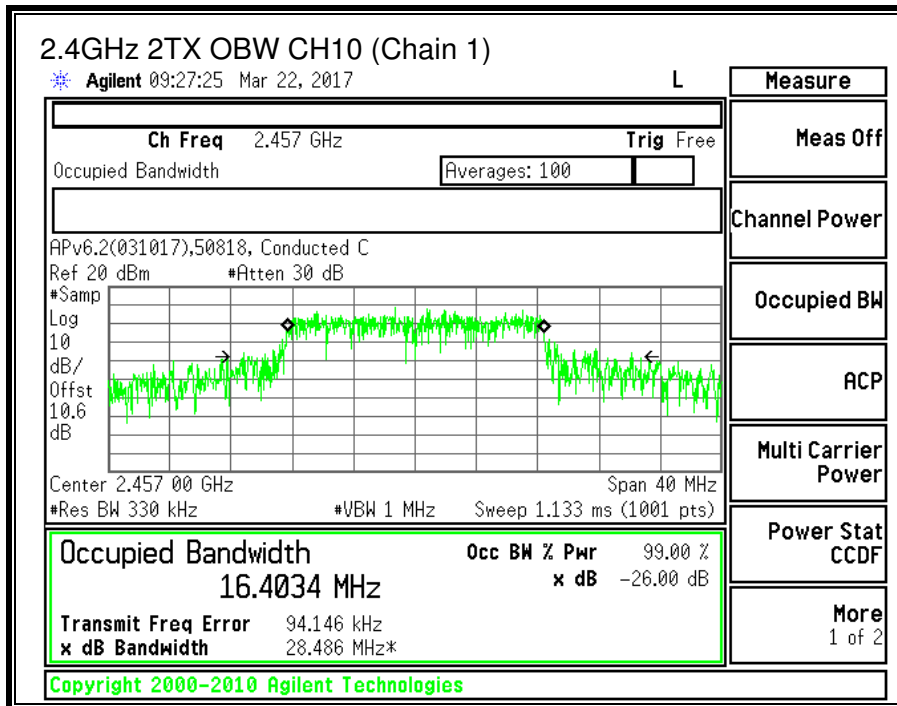 2.4GHz 2TX OBW CH10 (Chain 1)
Agilent 09:27:25 Mar 22, 2017 L
Ch Freq 2.457 GHz Trig Free
Occupied Bandwidth Averages: 100
APv6.2(031017),50818, Conducted C
Ref 20 dBm #Atten 30 dB
#Samp
Log
10
dB/
Offst
10.6
dB
Center 2.457 00 GHz Span 40 MHz
#Res BW 330 kHz #VBW 1 MHz Sweep 1.133 ms (1001 pts)
Occupied Bandwidth Occ BW % Pwr 99.00 %
16.4034 MHz x dB -26.00 dB
Transmit Freq Error 94.146 kHz
x dB Bandwidth 28.486 MHz*
Copyright 2000-2010 Agilent Technologies
Measure
Meas Off
Channel Power
Occupied BW
ACP
Multi Carrier
Power
Power Stat
CCDF
More
1 of 2